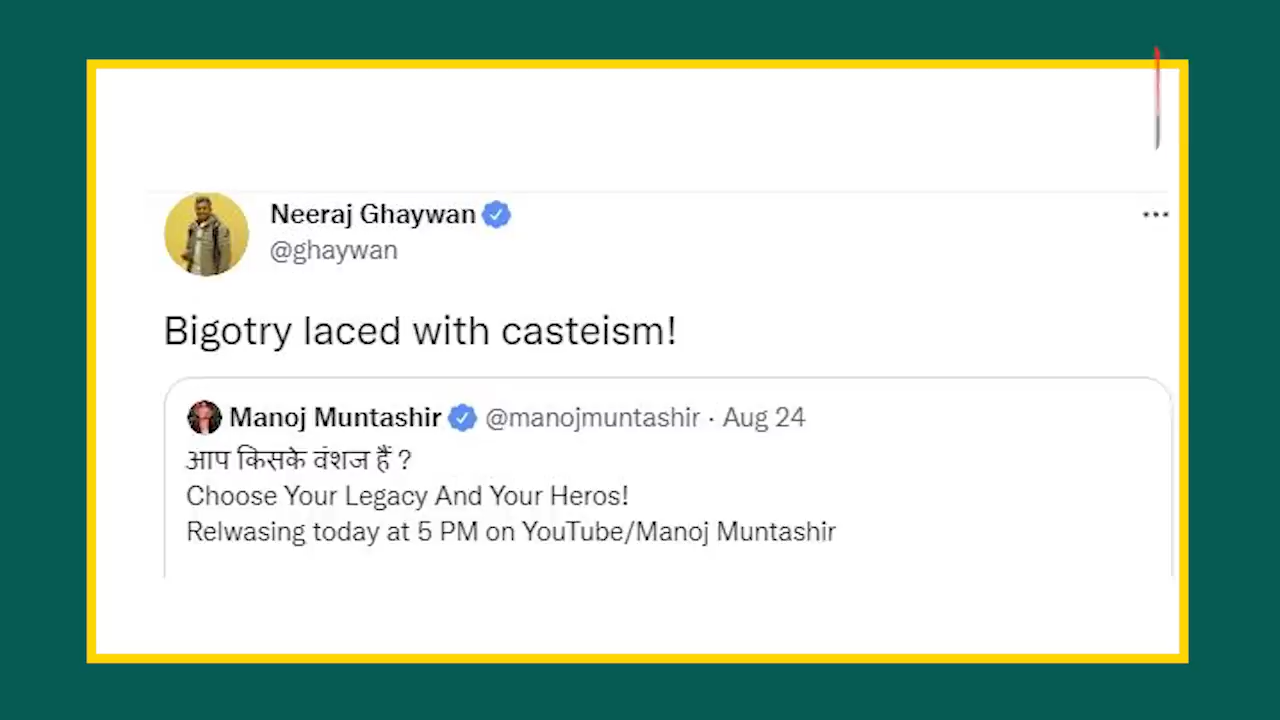 Neeraj Ghaywan
@ghaywan
Bigotry laced with casteism!
Manoj Muntashir @manojmuntashir · Aug 24
आप किसके वंशज हैं ?
Choose Your Legacy And Your Heros!
Relwasing today at 5 PM on YouTube/Manoj Muntashir